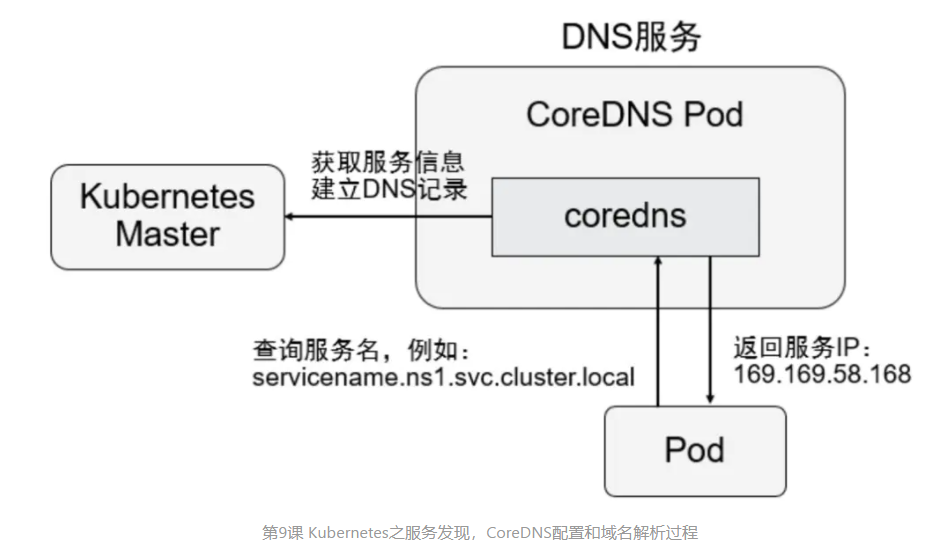 DNS服务
CoreDNS Pod
获取服务信息
建立DNS记录
Kubernetes
Master
coredns
查询服务名，例如：
servicename.ns1.svc.cluster.local
返回服务IP：
169.169.58.168
Pod
第9课 Kubernetes之服务发现，CoreDNS配置和域名解析过程